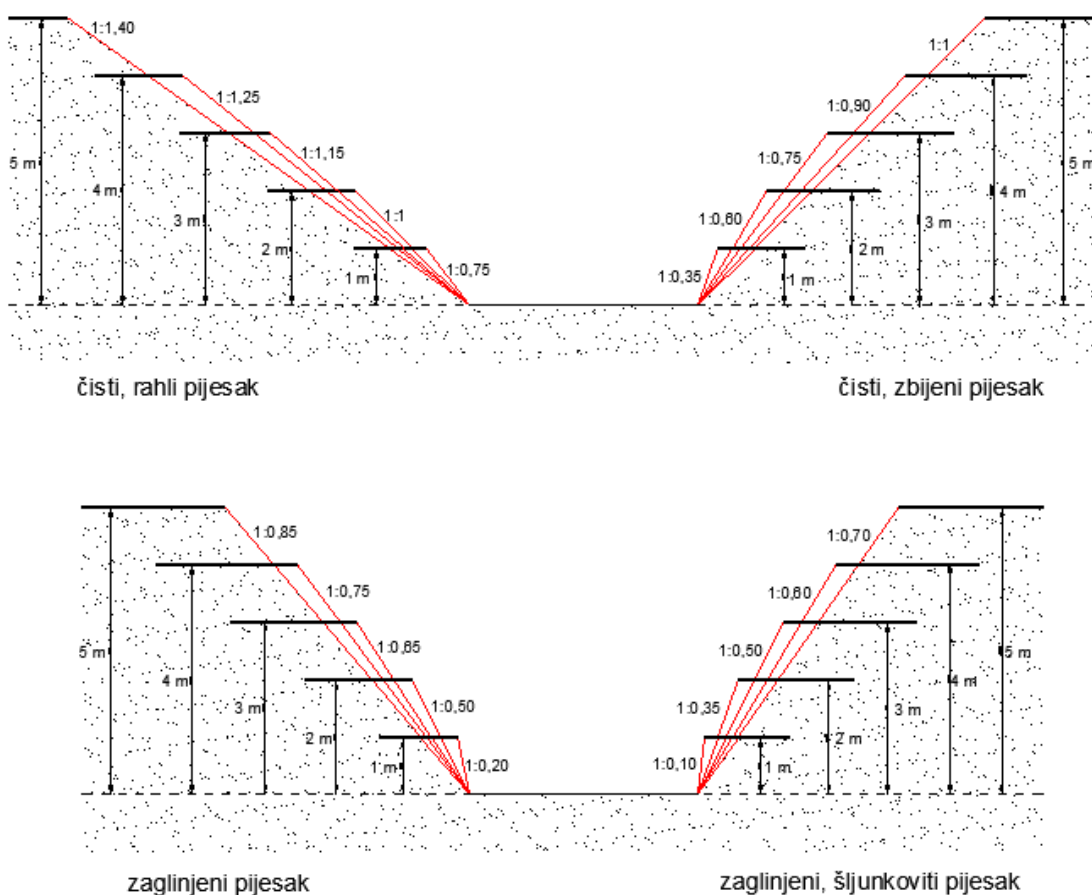 1:1,40
1:1,25
1:1,15
1:1
1:0,75
5 m
4 m
3 m
2 m
1 m
1:1
1:0,90
1:0,75
1:0,60
1:0,35
1 m
2 m
3 m
4 m
5 m
čisti, rahli pijesak
čisti, zbijeni pijesak
1:0,85
1:0,75
1:0,65
1:0,50
1:0,20
5 m
4 m
3 m
2 m
1 m
1:0,70
1:0,60
1:0,50
1:0,35
1:0,10
1 m
2 m
3 m
4 m
5 m
zaglinjeni pijesak
zaglinjeni, šljunkoviti pijesak